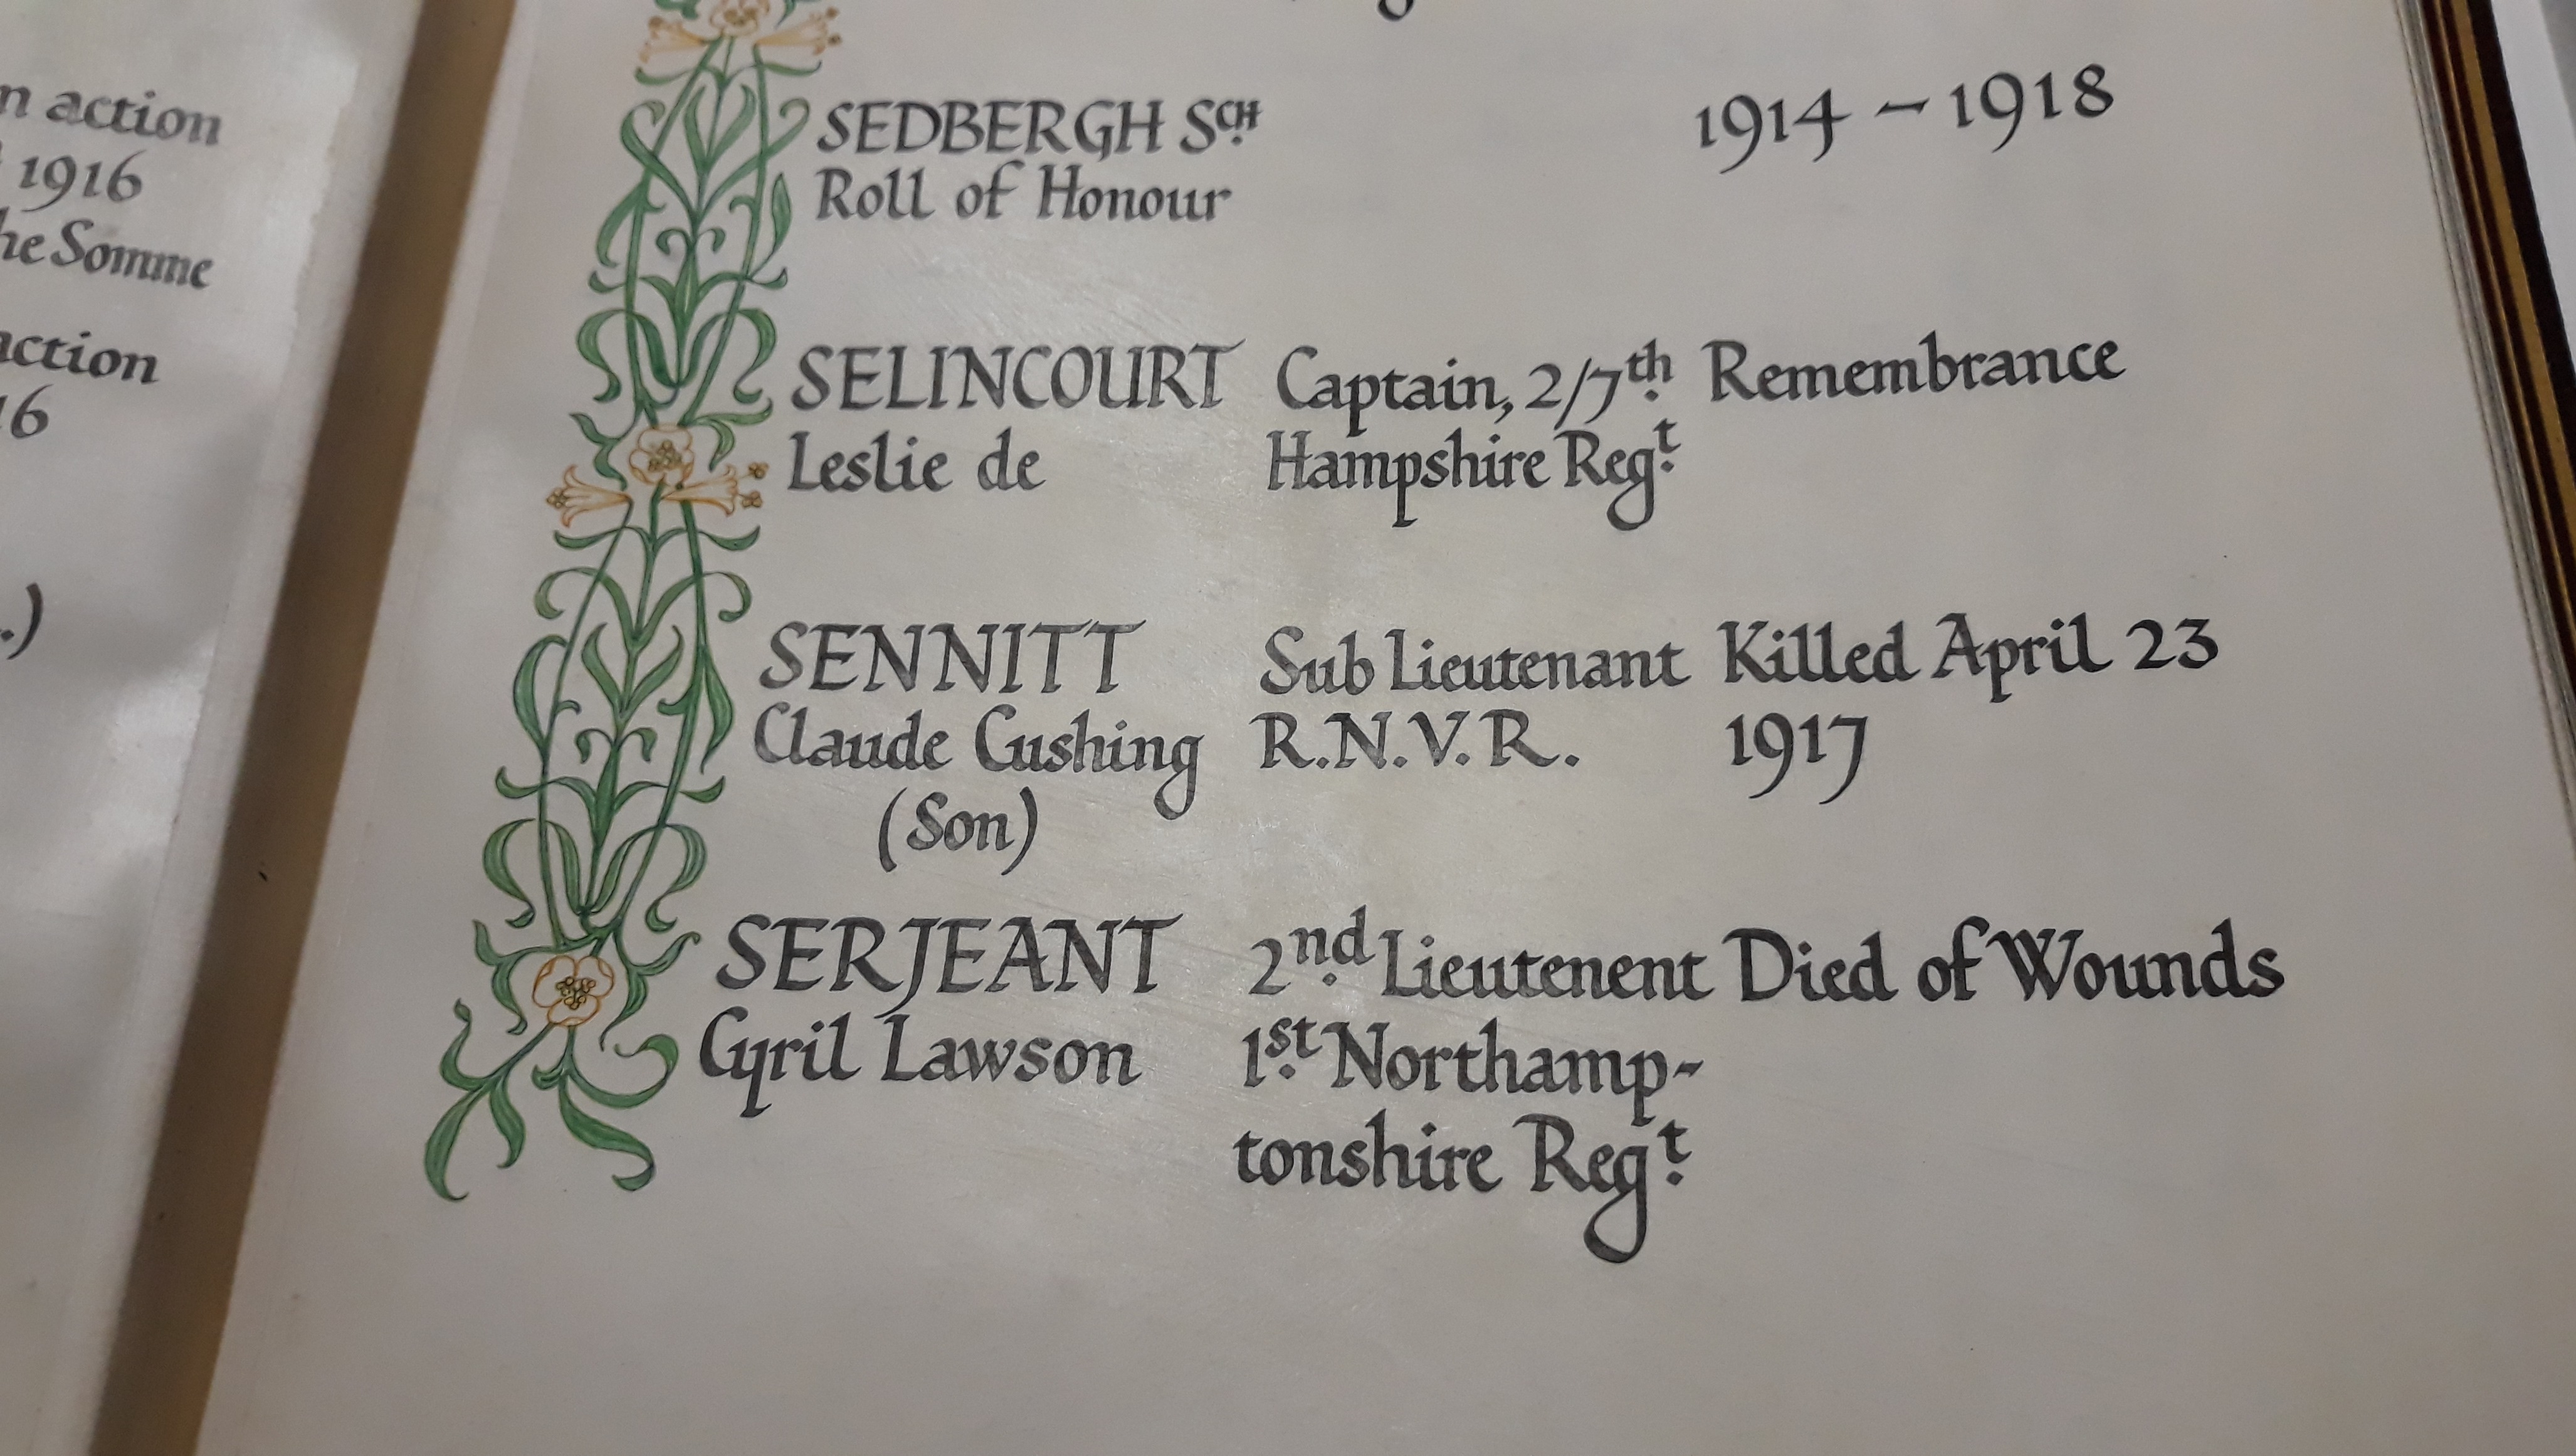 action
1916
Somme
action
16
.)
SEDBERGH Sch. 1914 – 1918
Roll of Honour
SELINCOURT Captain, 2/7th. Remembrance
Leslie de Hampshire Regt.
SENNITT Sub Lieutenant Killed April 23
Claude Cushing R.N.V.R. 1917
(Son)
SERJEANT 2nd. Lieutenent Died of Wounds
Cyril Lawson 1st. Northamp-
tonshire Regt.